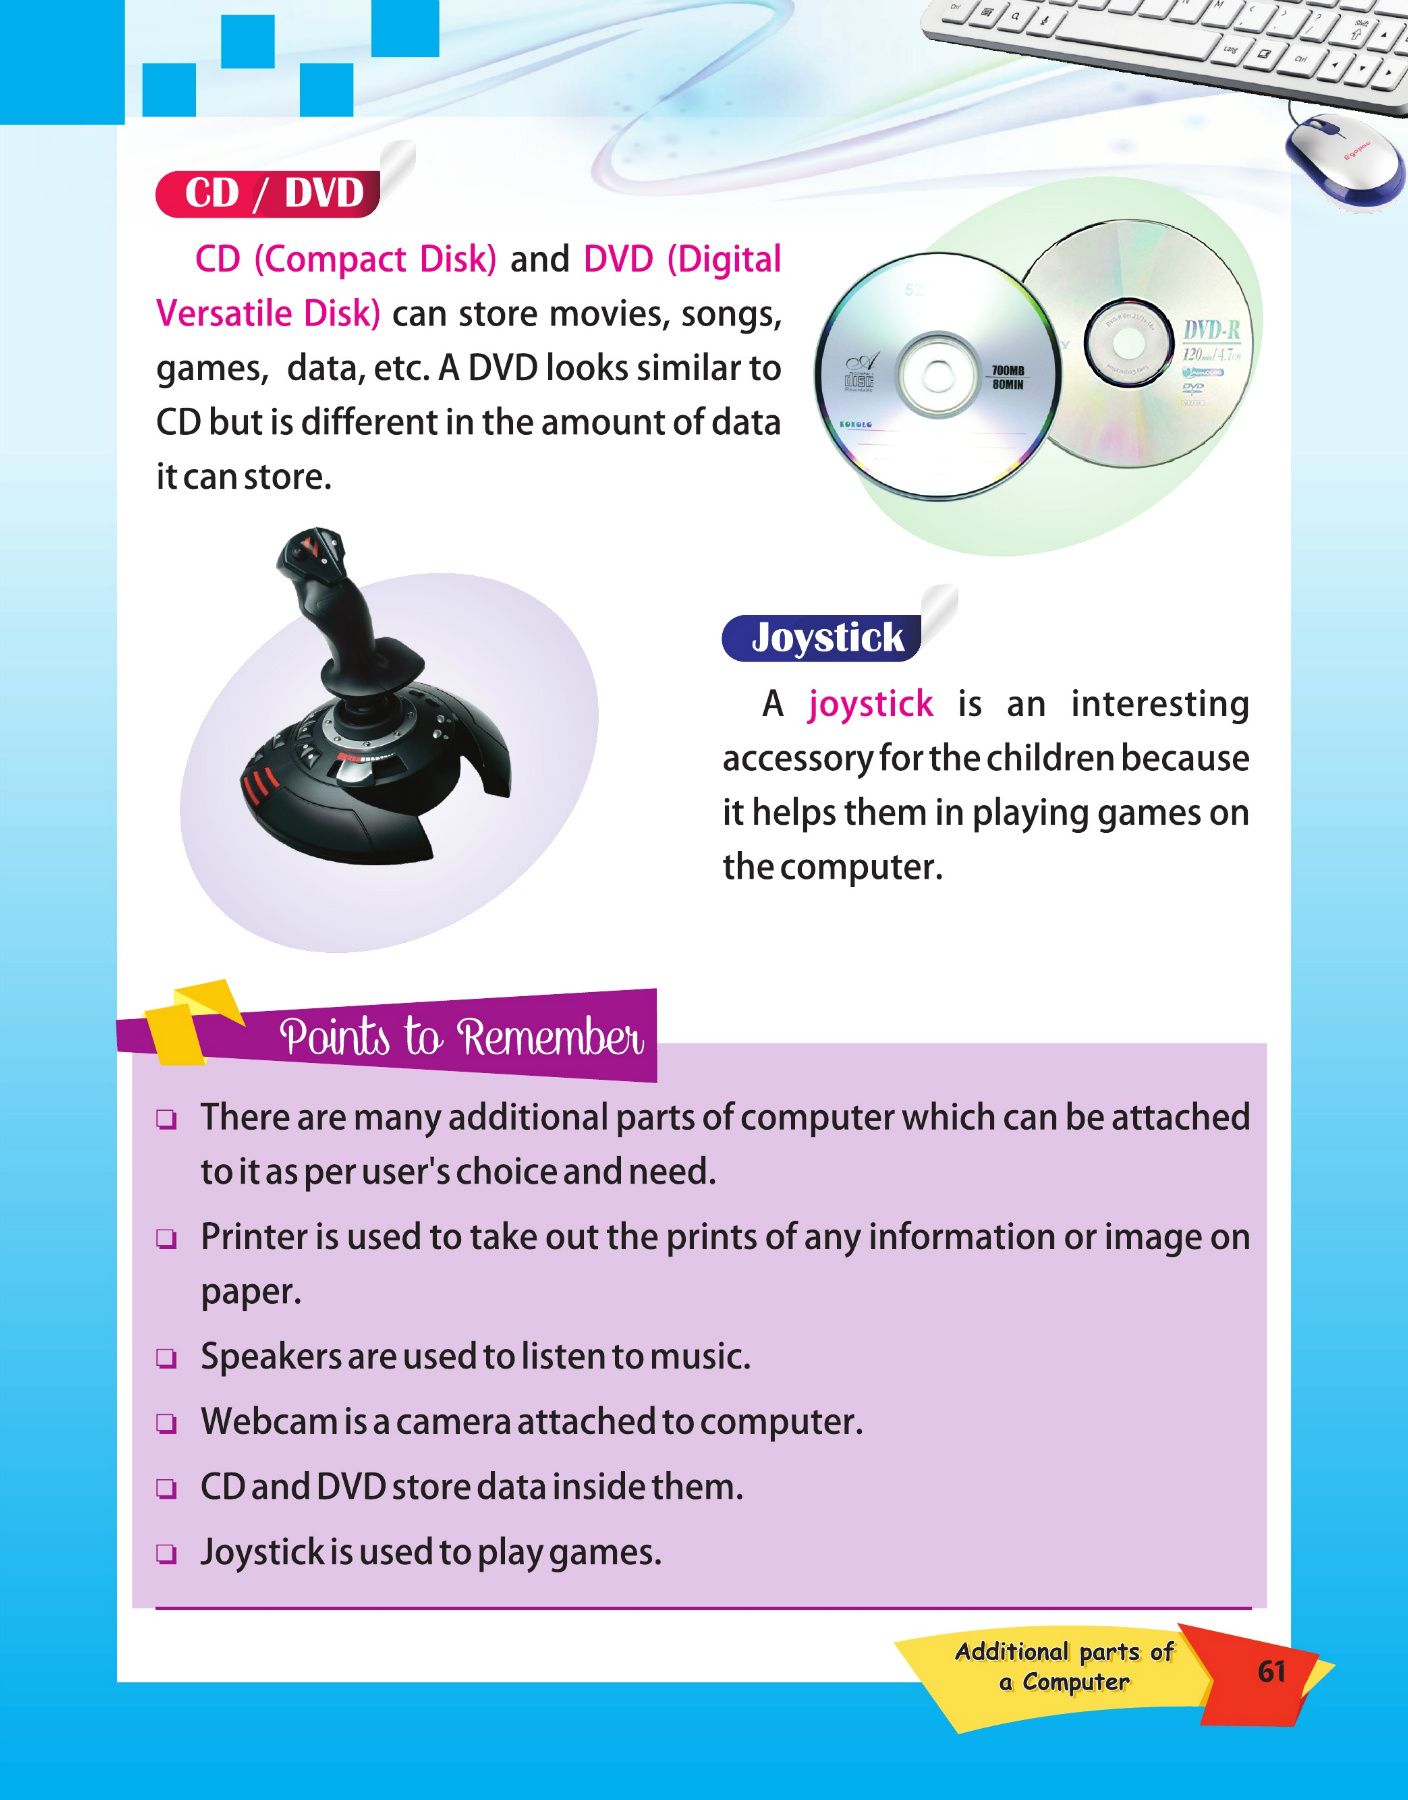 CD / DVD
CD (Compact Disk) and DVD (Digital
Versatile Disk) can store movies, songs,
games, data, etc. A DVD looks similar to
CD but is different in the amount of data
it can store.
52
700MB
80MIN
KOKOLO
DVD-R
120min/4.7
DVD
Joystick
A joystick is an interesting
accessory for the children because
it helps them in playing games on
the computer.
Points to Remember
There are many additional parts of computer which can be attached
to it as per user's choice and need.
Printer is used to take out the prints of any information or image on
paper.
Speakers are used to listen to music.
Webcam is a camera attached to computer.
CD and DVD store data inside them.
Joystick is used to play games.
Additional parts of
a Computer
61